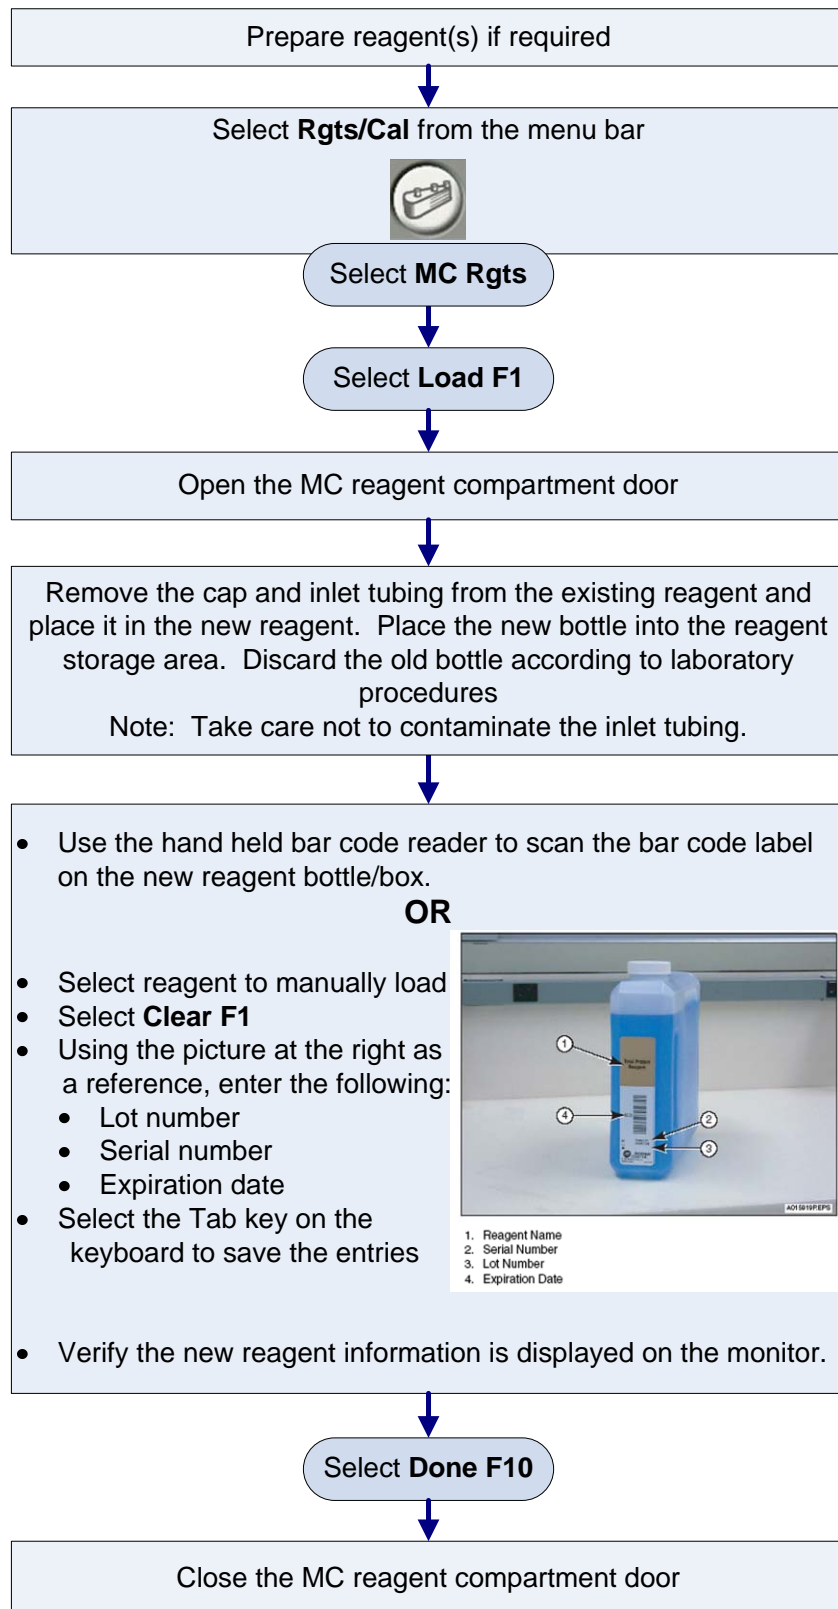 Prepare reagent(s) if required
Select Rgts/Cal from the menu bar
Select MC Rgts
Select Load F1
Open the MC reagent compartment door
Remove the cap and inlet tubing from the existing reagent and
place it in the new reagent.  Place the new bottle into the reagent
storage area.  Discard the old bottle according to laboratory
procedures
Note:  Take care not to contaminate the inlet tubing.
• Use the hand held bar code reader to scan the bar code label
on the new reagent bottle/box.
OR
• Select reagent to manually load
• Select Clear F1
• Using the picture at the right as
a reference, enter the following:
• Lot number
• Serial number
• Expiration date
• Select the Tab key on the
keyboard to save the entries
1
4
2
3
A015919P.EPS
1. Reagent Name
2. Serial Number
3. Lot Number
4. Expiration Date
• Verify the new reagent information is displayed on the monitor.
Select Done F10
Close the MC reagent compartment door